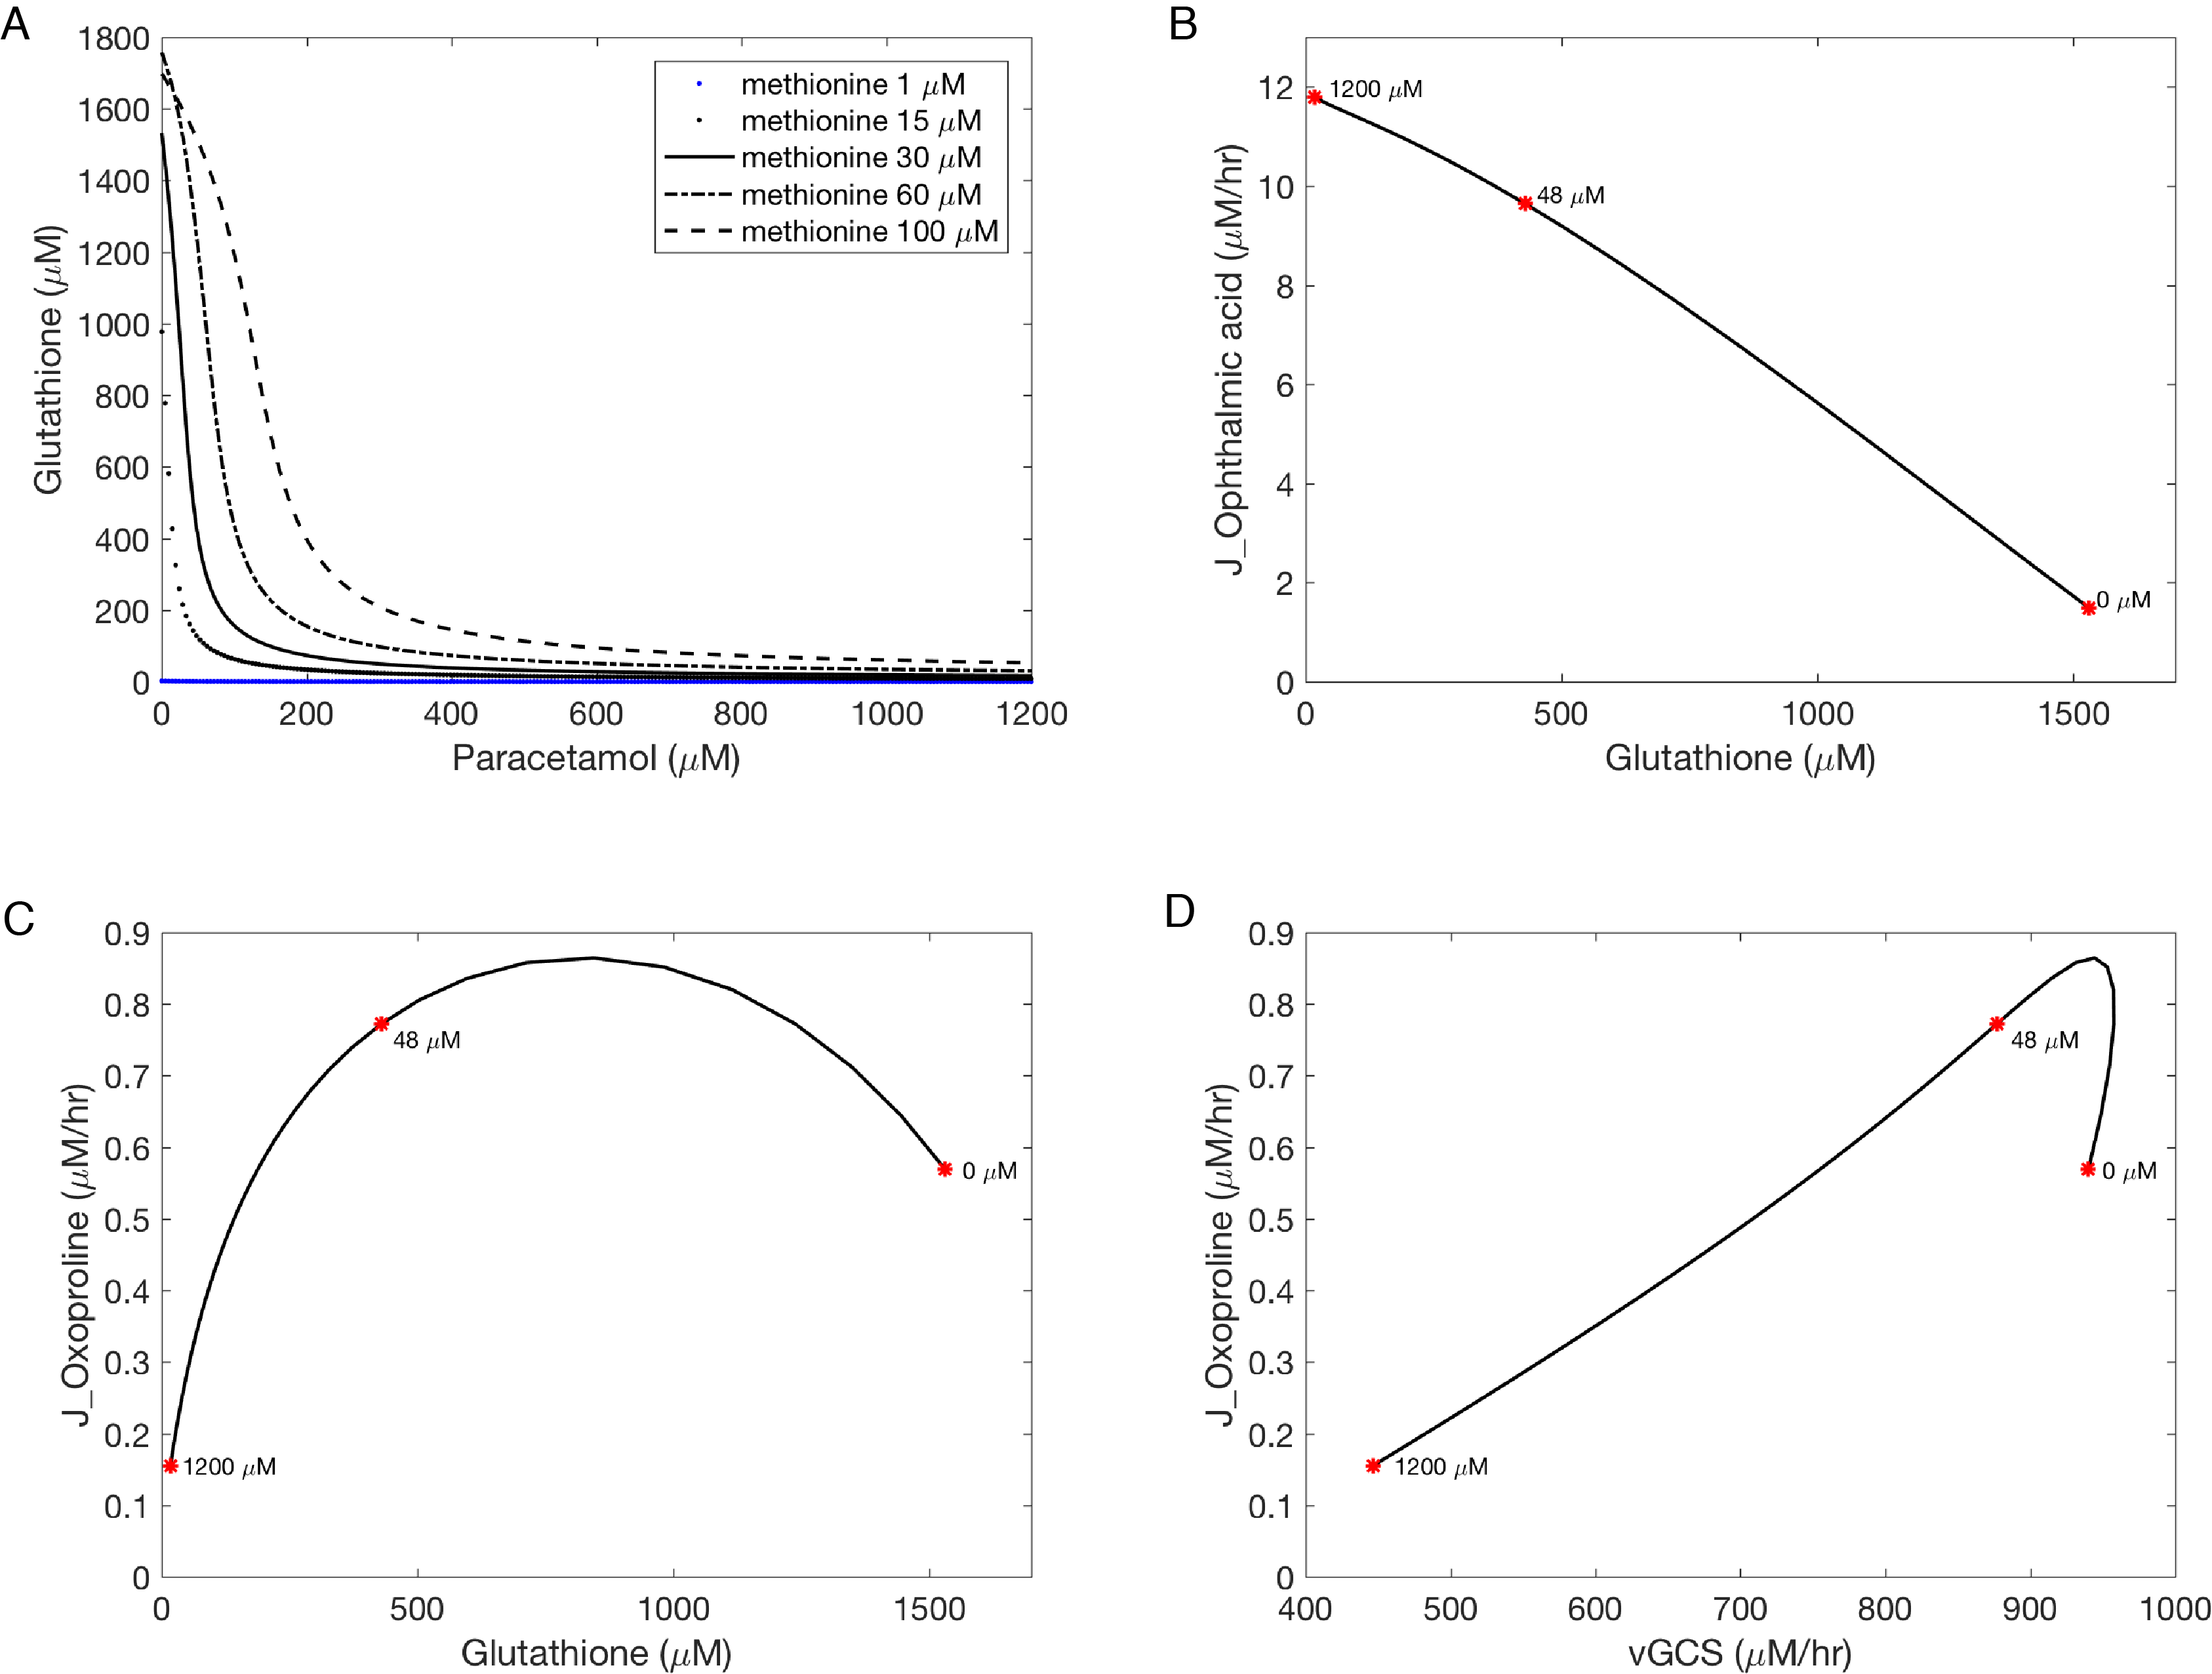 A
1800
1600
1400
1200
1000
800
600
400
200
0
Glutathione (μM)
0 200 400 600 800 1000 1200
Paracetamol (μM)
methionine 1 μM
methionine 15 μM
methionine 30 μM
methionine 60 μM
methionine 100 μM
B
12
10
8
6
4
2
0
J_Ophthalmic acid (μM/hr)
1200 μM
48 μM
0 μM
0 500 1000 1500
Glutathione (μM)
C
0.9
0.8
0.7
0.6
0.5
0.4
0.3
0.2
0.1
0
J_Oxoproline (μM/hr)
48 μM
0 μM
1200 μM
0 500 1000 1500
Glutathione (μM)
D
0.9
0.8
0.7
0.6
0.5
0.4
0.3
0.2
0.1
0
J_Oxoproline (μM/hr)
48 μM
0 μM
1200 μM
400 500 600 700 800 900 1000
vGCS (μM/hr)